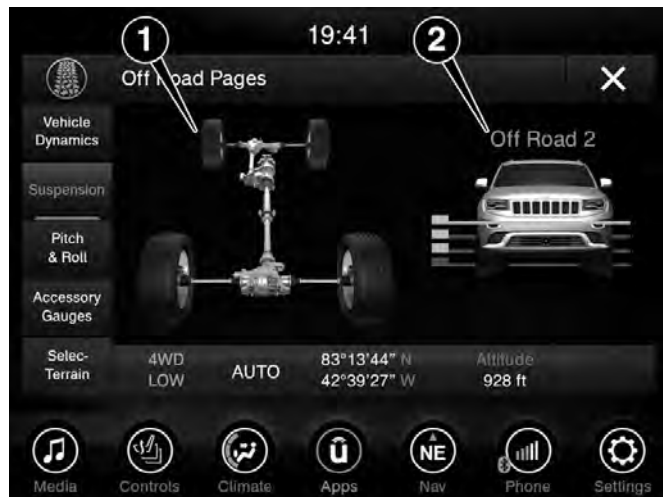 1
19:41
2
Off Road Pages
Vehicle
Dynamics
Off Road 2
Suspension
Pitch
& Roll
Accessory
Gauges
Selec-
Terrain
4WD
LOW
AUTO
83°13'44" N
42°39'27" W
Altitude
928 ft
û
NE
Media
Controls
Climate
Apps
Nav
Phone
Settings